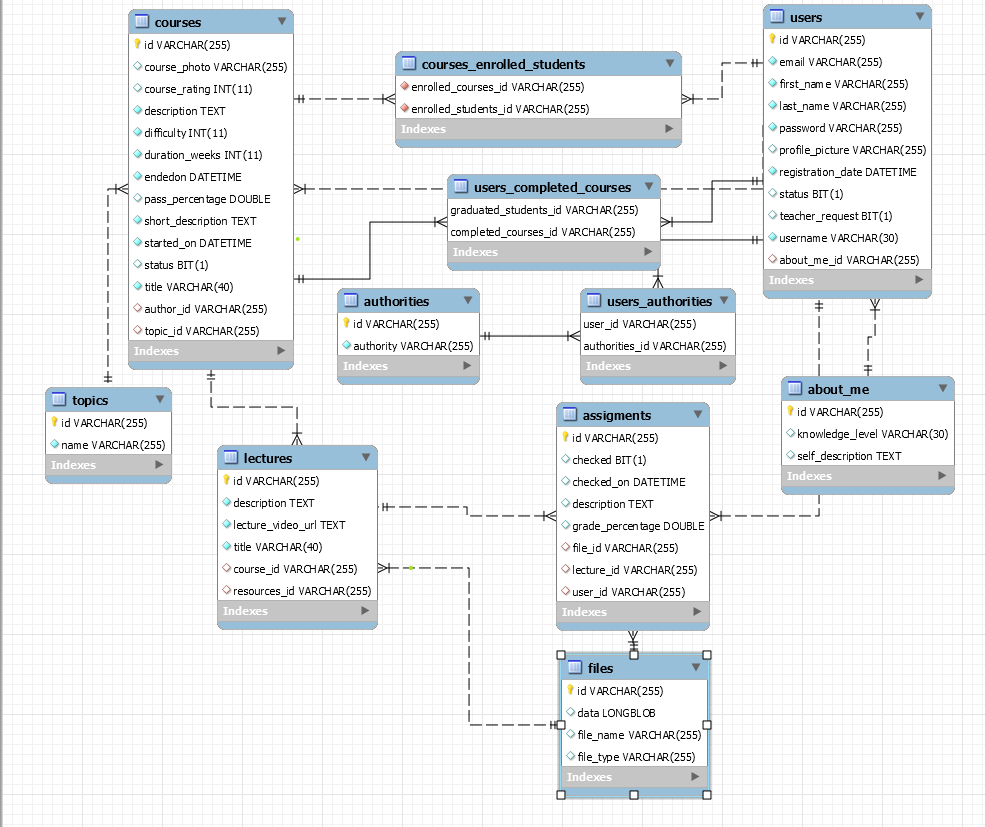 courses
id VARCHAR(255)
course_photo VARCHAR(255)
course_rating INT(11)
description TEXT
difficulty INT(11)
duration_weeks INT(11)
endedon DATETIME
pass_percentage DOUBLE
short_description TEXT
started_on DATETIME
status BIT(1)
title VARCHAR(40)
author_id VARCHAR(255)
topic_id VARCHAR(255)
Indexes
courses_enrolled_students
enrolled_courses_id VARCHAR(255)
enrolled_students_id VARCHAR(255)
Indexes
users
id VARCHAR(255)
email VARCHAR(255)
first_name VARCHAR(255)
last_name VARCHAR(255)
password VARCHAR(255)
profile_picture VARCHAR(255)
registration_date DATETIME
status BIT(1)
teacher_request BIT(1)
username VARCHAR(30)
about_me_id VARCHAR(255)
Indexes
users_completed_courses
graduated_students_id VARCHAR(255)
completed_courses_id VARCHAR(255)
Indexes
authorities
id VARCHAR(255)
authority VARCHAR(255)
Indexes
users_authorities
user_id VARCHAR(255)
authorities_id VARCHAR(255)
Indexes
topics
id VARCHAR(255)
name VARCHAR(255)
Indexes
about_me
id VARCHAR(255)
knowledge_level VARCHAR(30)
self_description TEXT
Indexes
lectures
id VARCHAR(255)
description TEXT
lecture_video_url TEXT
title VARCHAR(40)
course_id VARCHAR(255)
resources_id VARCHAR(255)
Indexes
assigments
id VARCHAR(255)
checked BIT(1)
checked_on DATETIME
description TEXT
grade_percentage DOUBLE
file_id VARCHAR(255)
lecture_id VARCHAR(255)
user_id VARCHAR(255)
Indexes
files
id VARCHAR(255)
data LONGBLOB
file_name VARCHAR(255)
file_type VARCHAR(255)
Indexes